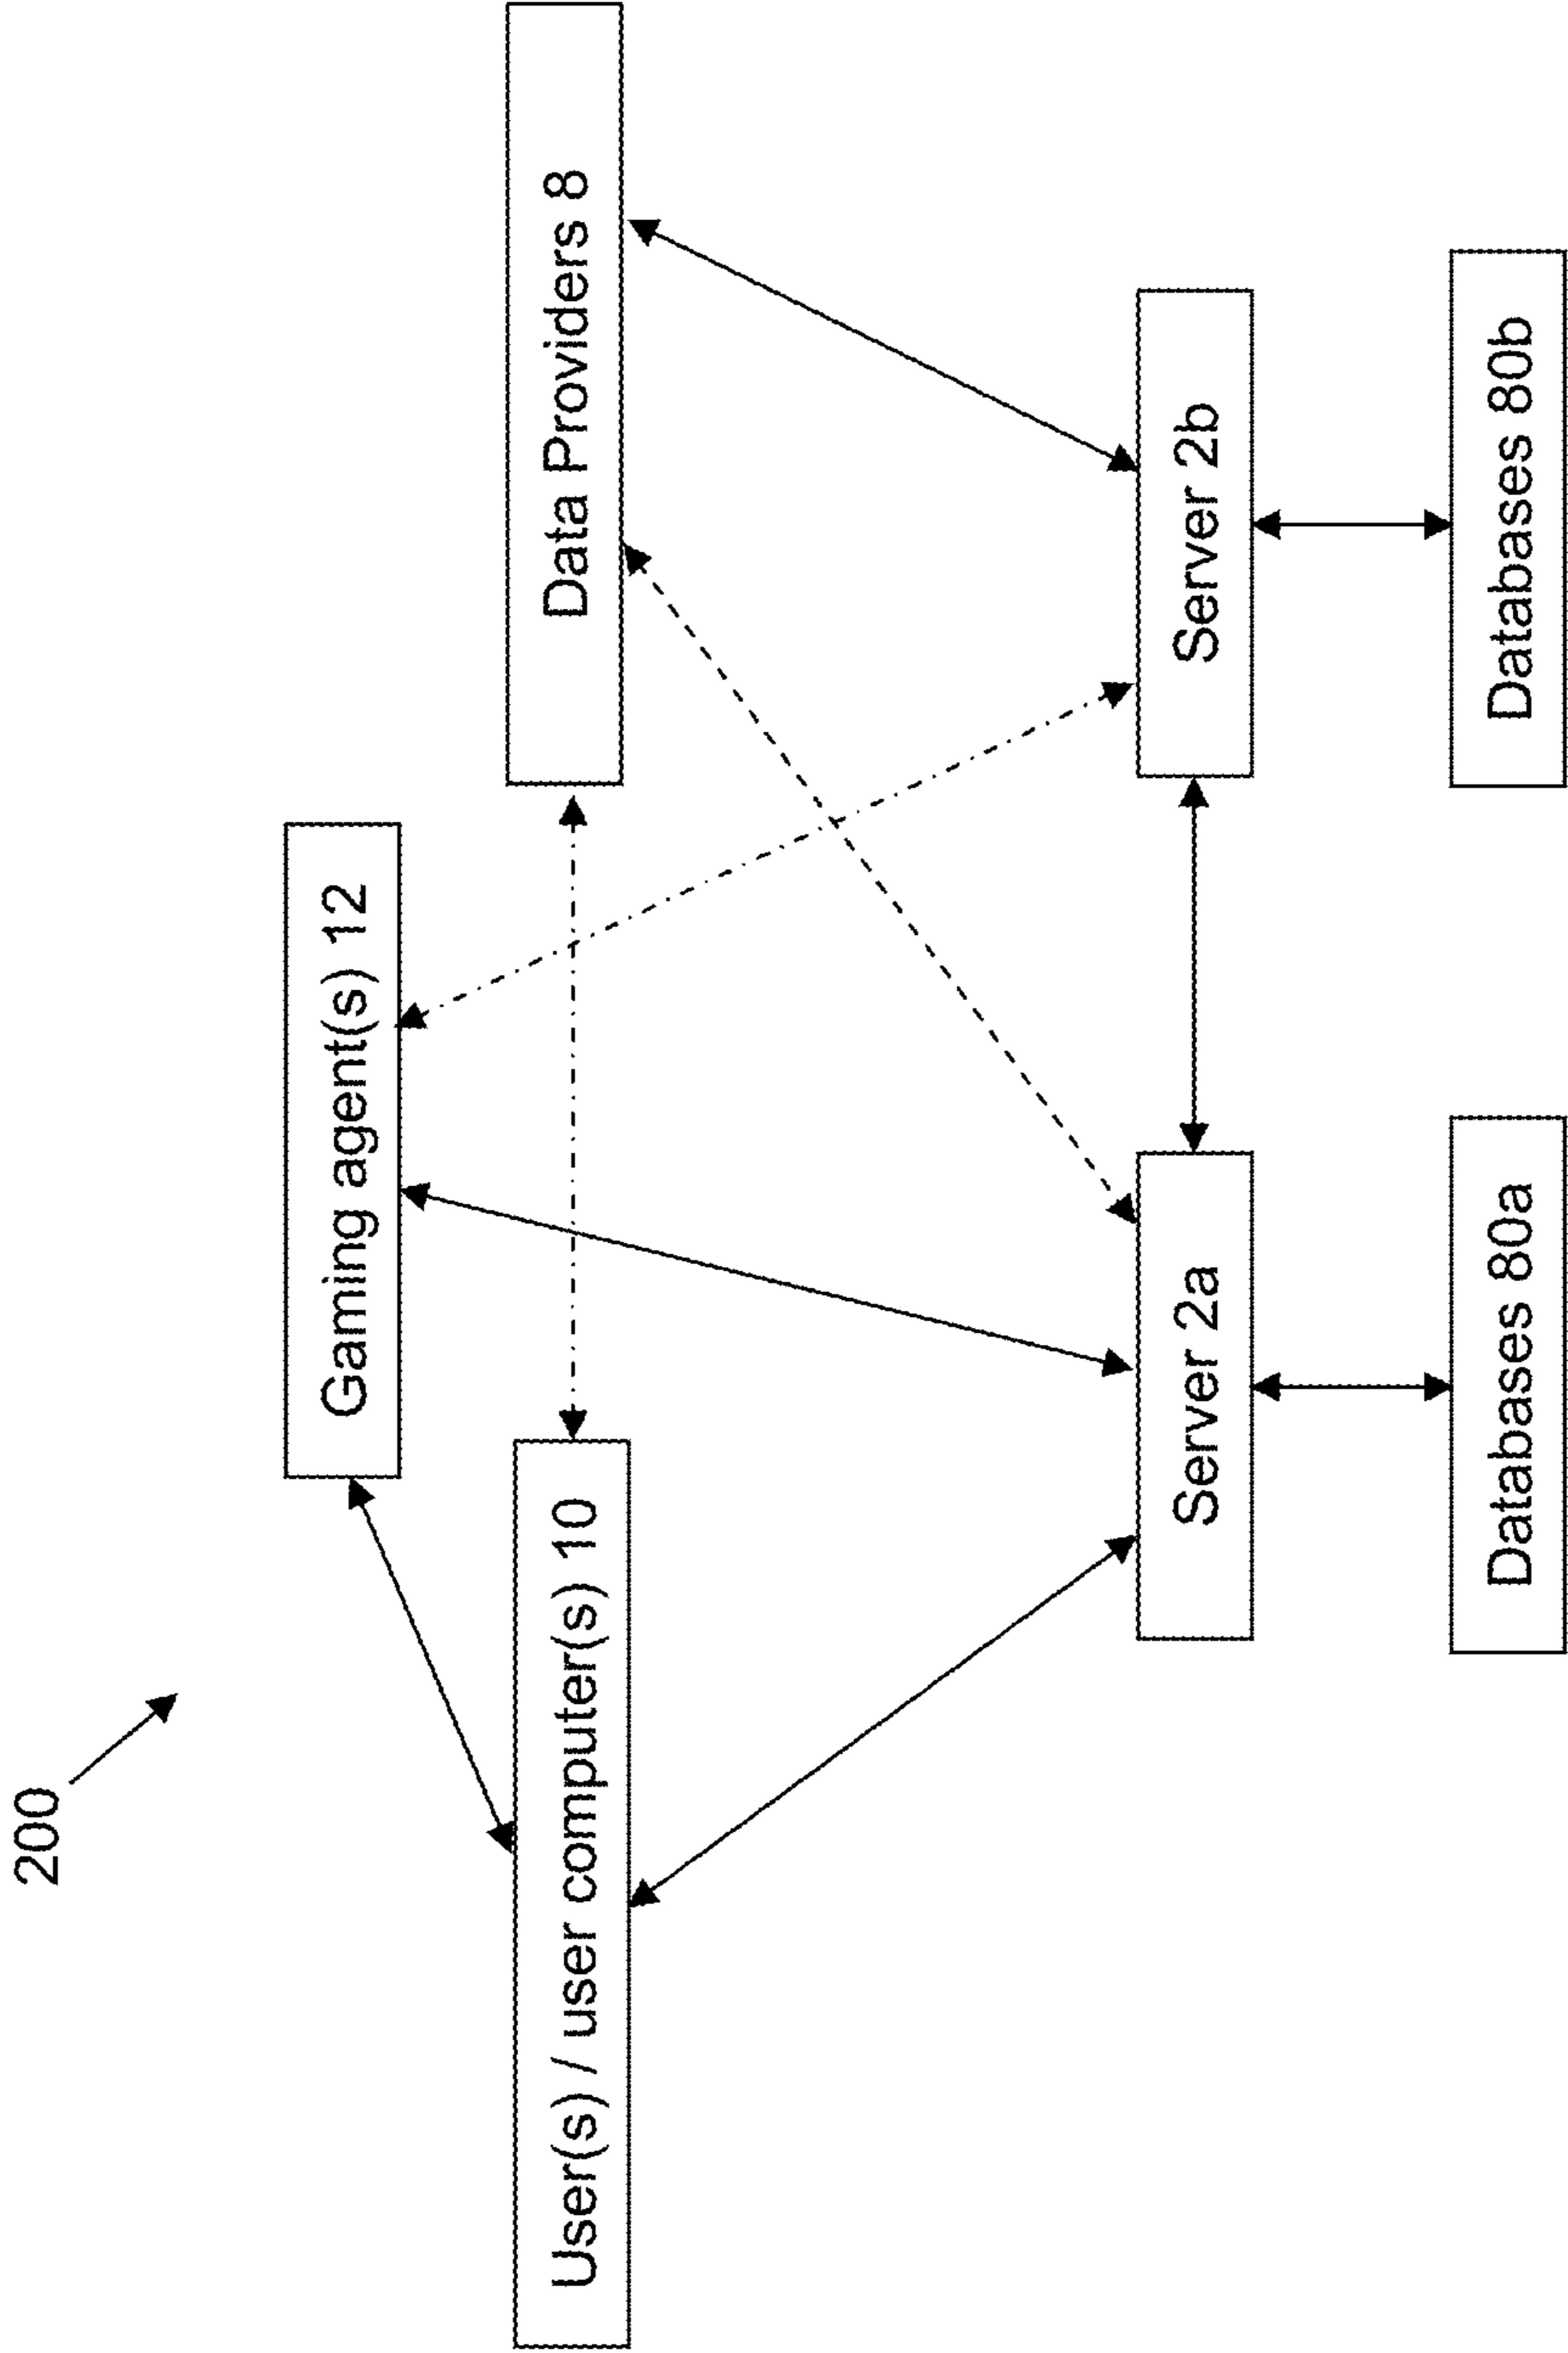 200
Gaming agent(s) 12
User(s) / user computer(s) 10
Data Providers 8
Server 2a
Server 2b
Databases 80a
Databases 80b